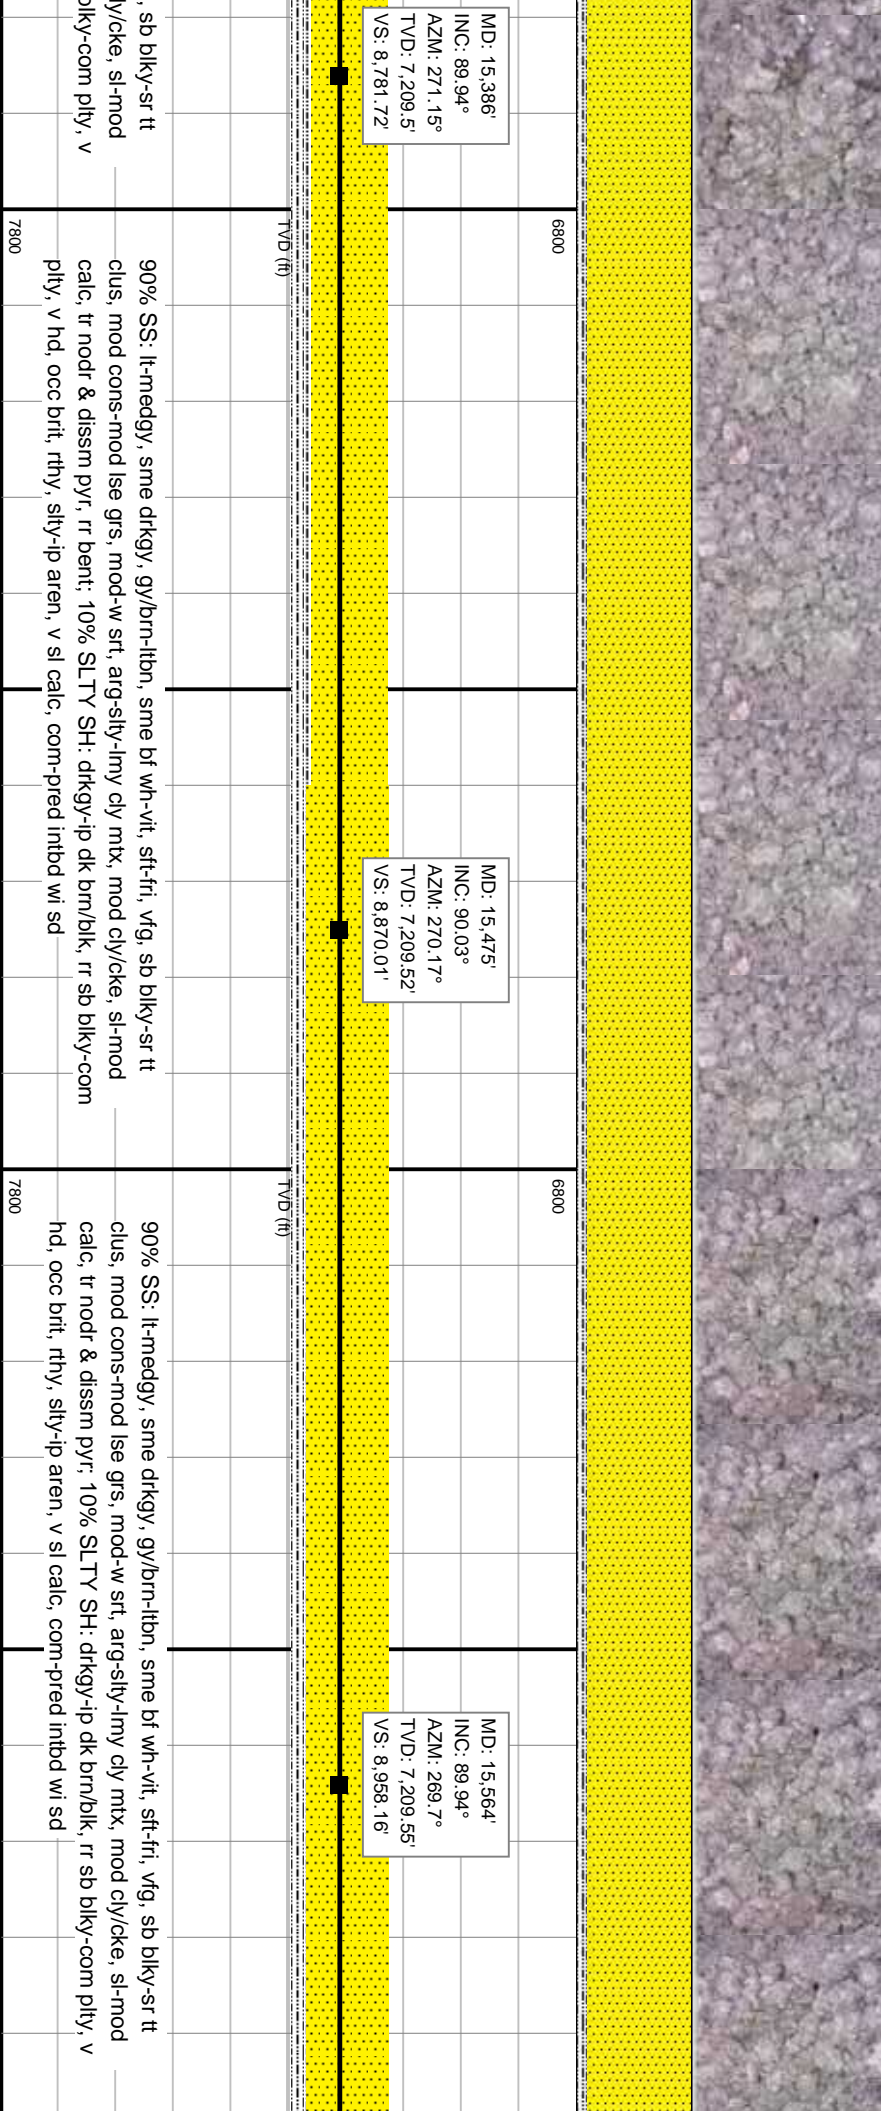 , sb blky-sr tt
ly/cke, sl-mod
blky-com plty, v
MD: 15,386'
INC: 89.94°
AZM: 271.15°
TVD: 7,209.5'
VS: 8,781.72'
6800
TVD (ft)
7800
90% SS: lt-medgy, sme drkgy, gy/brn-ltbn, sme bf wh-vit, sft-fri, vfg, sb blky-sr tt
clus, mod cons-mod lse grs, mod-w srt, arg-slty-lmy cly mtx, mod cly/cke, sl-mod
calc, tr nodr & dissm pyr, rr bent; 10% SLTY SH: drkgy-ip dk brn/blk, rr sb blky-com
plty, v hd, occ brit, rthy, slty-ip aren, v sl calc, com-pred intbd wi sd
MD: 15,475'
INC: 90.03°
AZM: 270.17°
TVD: 7,209.52'
VS: 8,870.01'
6800
TVD (ft)
7800
90% SS: lt-medgy, sme drkgy, gy/brn-ltbn, sme bf wh-vit, sft-fri, vfg, sb blky-sr tt
clus, mod cons-mod lse grs, mod-w srt, arg-slty-lmy cly mtx, mod cly/cke, sl-mod
calc, tr nodr & dissm pyr; 10% SLTY SH: drkgy-ip dk brn/blk, rr sb blky-com plty, v
hd, occ brit, rthy, slty-ip aren, v sl calc, com-pred intbd wi sd
MD: 15,564'
INC: 89.94°
AZM: 269.7°
TVD: 7,209.55'
VS: 8,958.16'